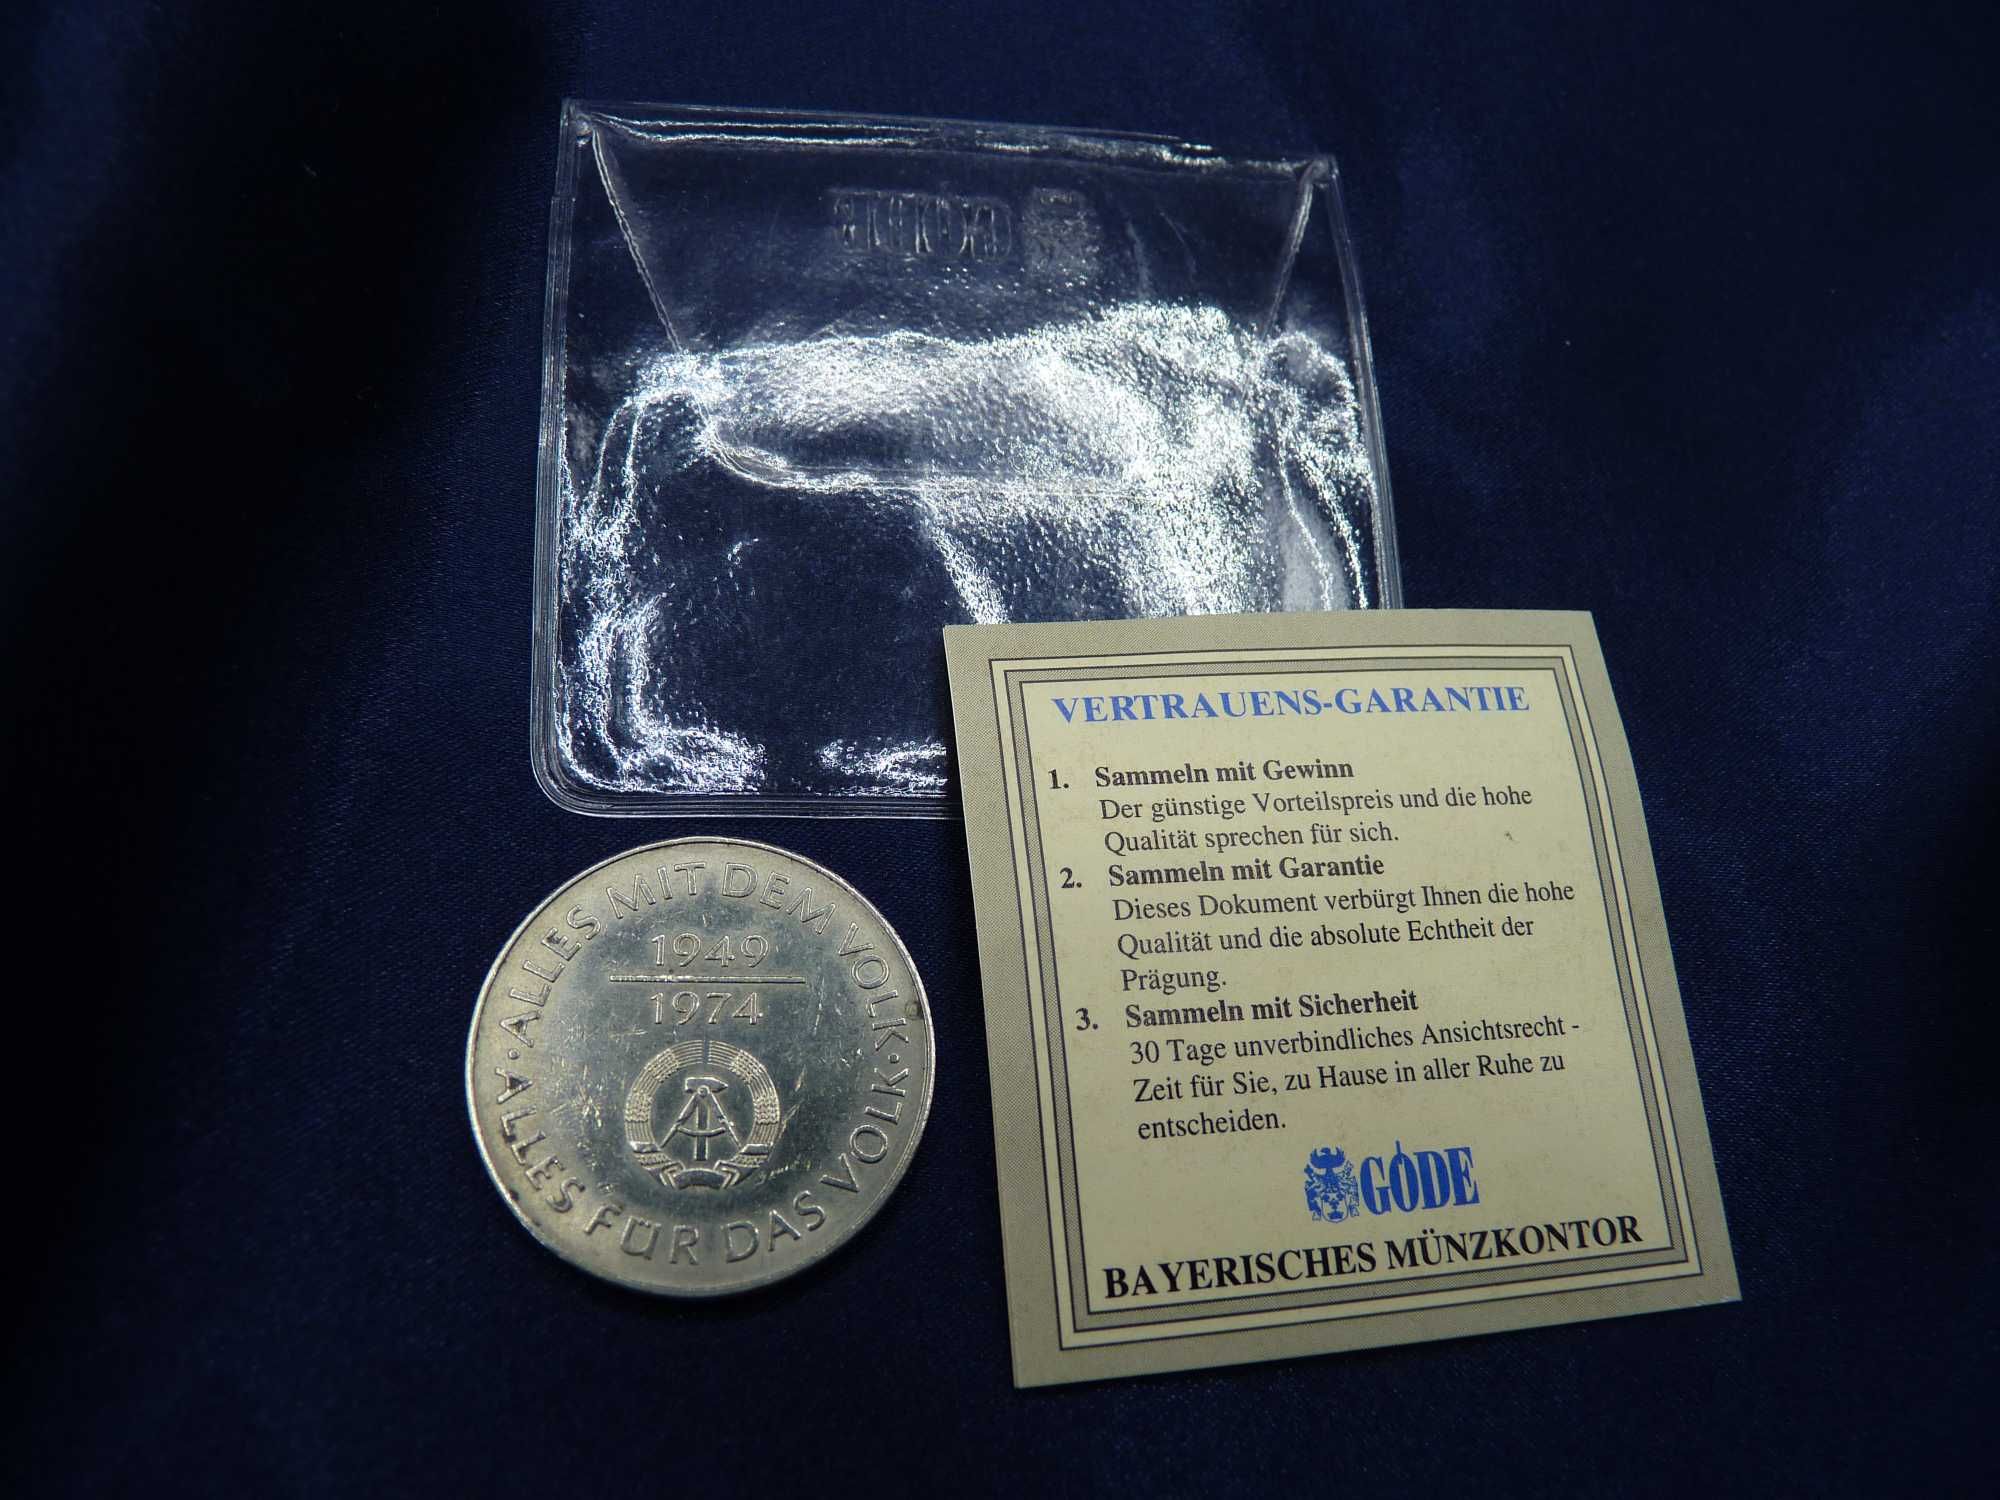 GÖDE
VERTRAUENS-GARANTIE
1. Sammeln mit Gewinn
Der günstige Vorteilspreis und die hohe
Qualität sprechen für sich.
2. Sammeln mit Garantie
Dieses Dokument verbürgt Ihnen die hohe
Qualität und die absolute Echtheit der
Prägung.
3. Sammeln mit Sicherheit
30 Tage unverbindliches Ansichtsrecht -
Zeit für Sie, zu Hause in aller Ruhe zu
entscheiden.
GÖDE
BAYERISCHES MÜNZKONTOR
ALLES MIT DEM VOLK
1949
1974
· ALLES FÜR DAS VOLK ·